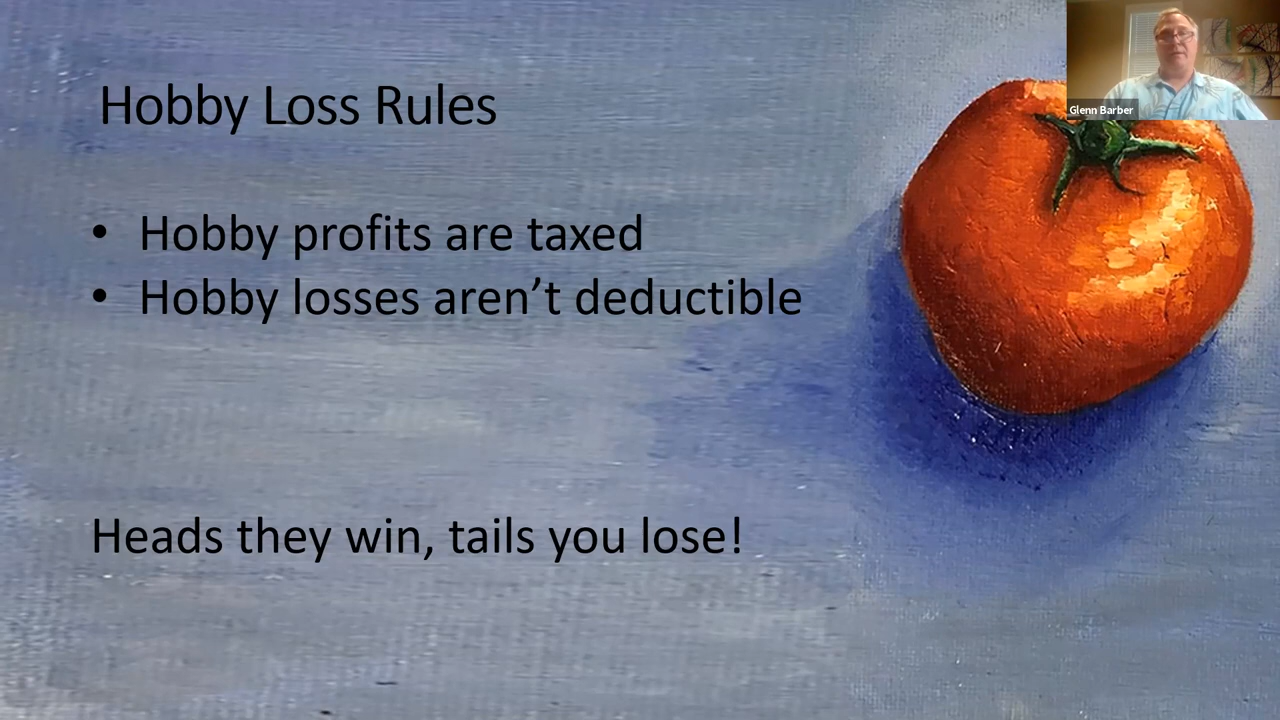 Glenn Barber
Hobby Loss Rules
• Hobby profits are taxed
• Hobby losses aren’t deductible
Heads they win, tails you lose!